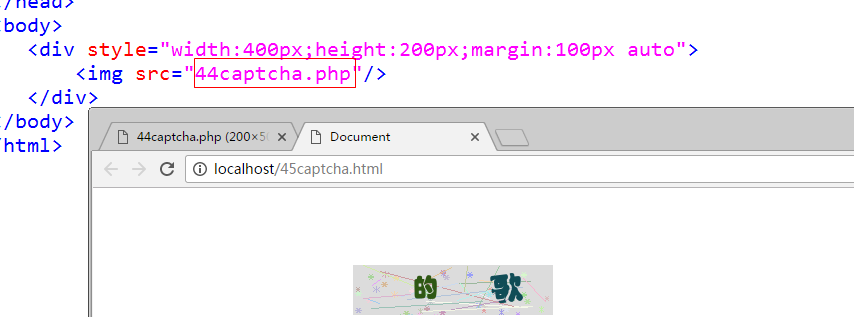 /head>
<body>
<div style="width:400px;height:200px;margin:100px auto">
<img src="44captcha.php"/>
</div>
</body>
/html>
44captcha.php (200×5
Document
localhost/45captcha.html
的 歌